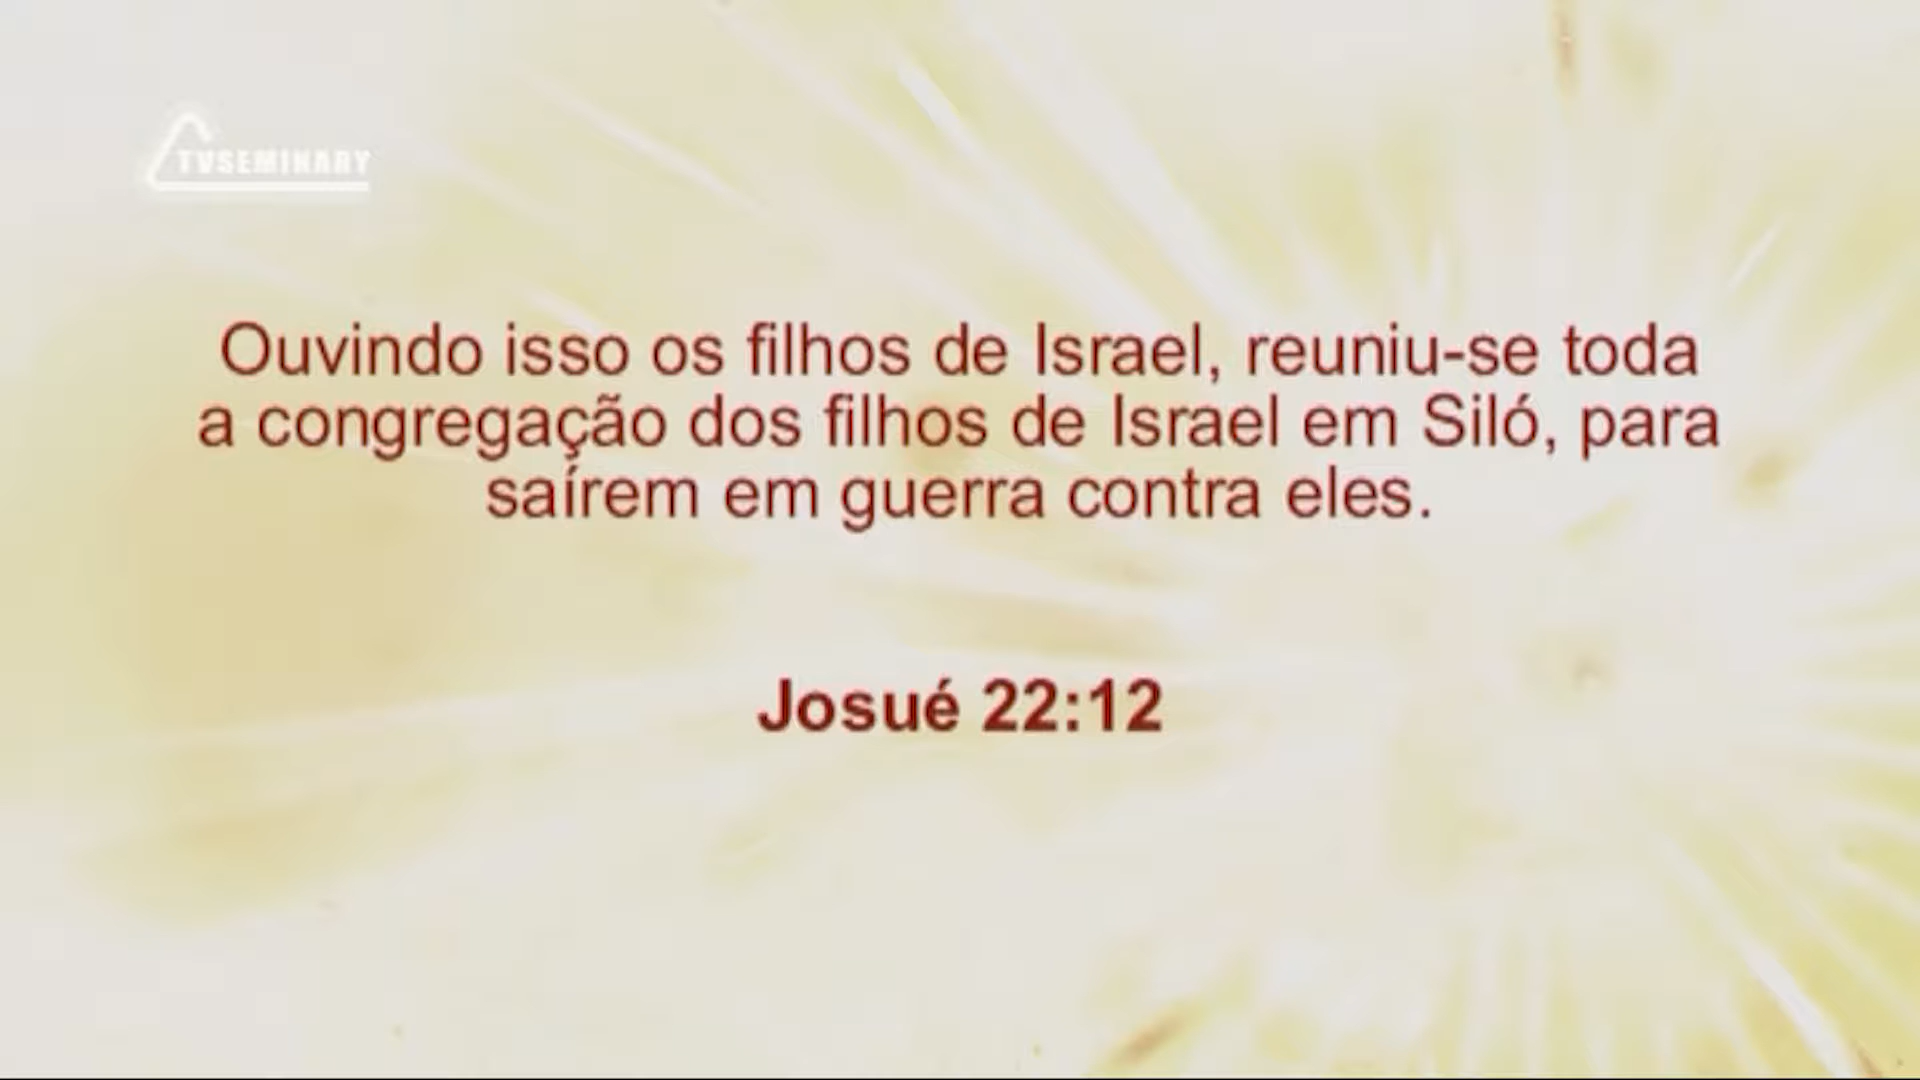 TVSEMINARY
Ouvindo isso os filhos de Israel, reuniu-se toda
a congregação dos filhos de Israel em Siló, para
saírem em guerra contra eles.
Josué 22:12